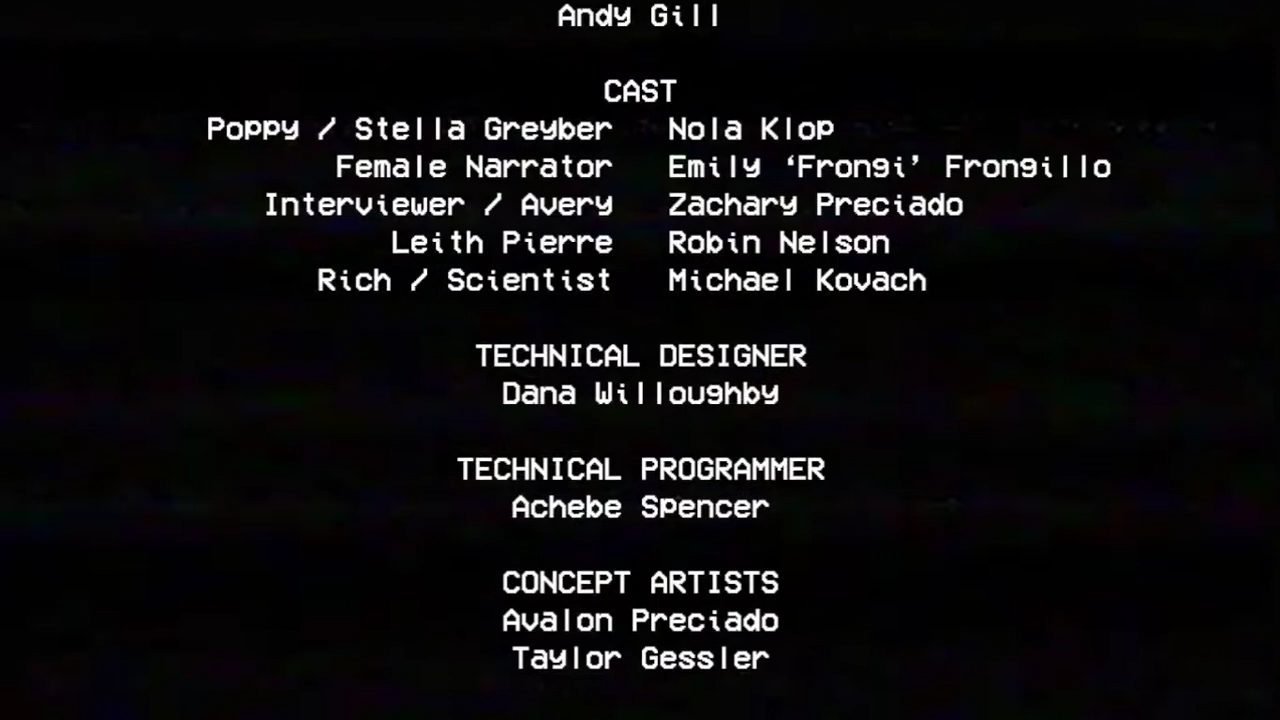 Andy Gill
CAST
Poppy / Stella Greyber Nola Klop
Female Narrator Emily ‘Frongi’ Frongillo
Interviewer / Avery Zachary Preciado
Leith Pierre Robin Nelson
Rich / Scientist Michael Kovach
TECHNICAL DESIGNER
Dana Willoughby
TECHNICAL PROGRAMMER
Achebe Spencer
CONCEPT ARTISTS
Avalon Preciado
Taylor Gessler